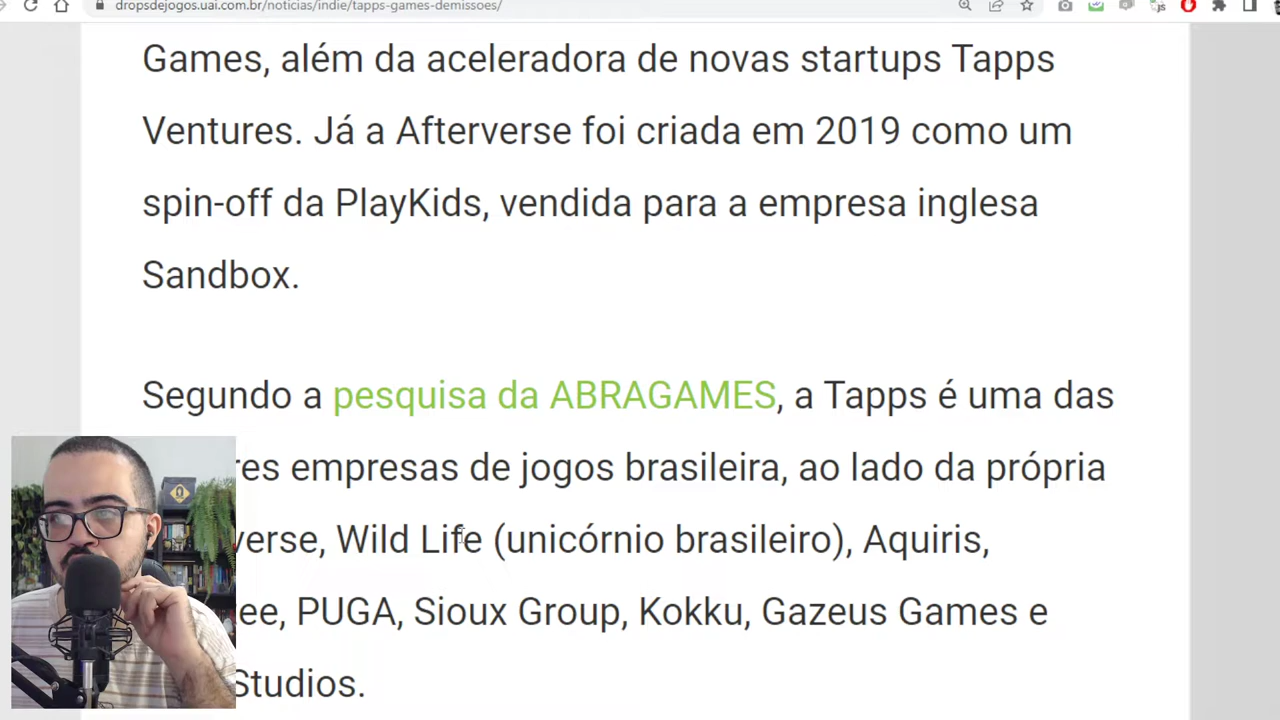 dropsdejogos.uai.com.br/noticias/indie/tapps-games-demissoes/
Games, além da aceleradora de novas startups Tapps
Ventures. Já a Afterverse foi criada em 2019 como um
spin-off da PlayKids, vendida para a empresa inglesa
Sandbox.
Segundo a pesquisa da ABRAGAMES, a Tapps é uma das
res empresas de jogos brasileira, ao lado da própria
verse, Wild Life (unicórnio brasileiro), Aquiris,
ee, PUGA, Sioux Group, Kokku, Gazeus Games e
Studios.